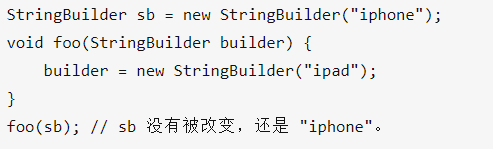 StringBuilder sb = new StringBuilder("iphone");
void foo(StringBuilder builder) {
    builder = new StringBuilder("ipad");
}
foo(sb); // sb 没有被改变，还是 "iphone"。